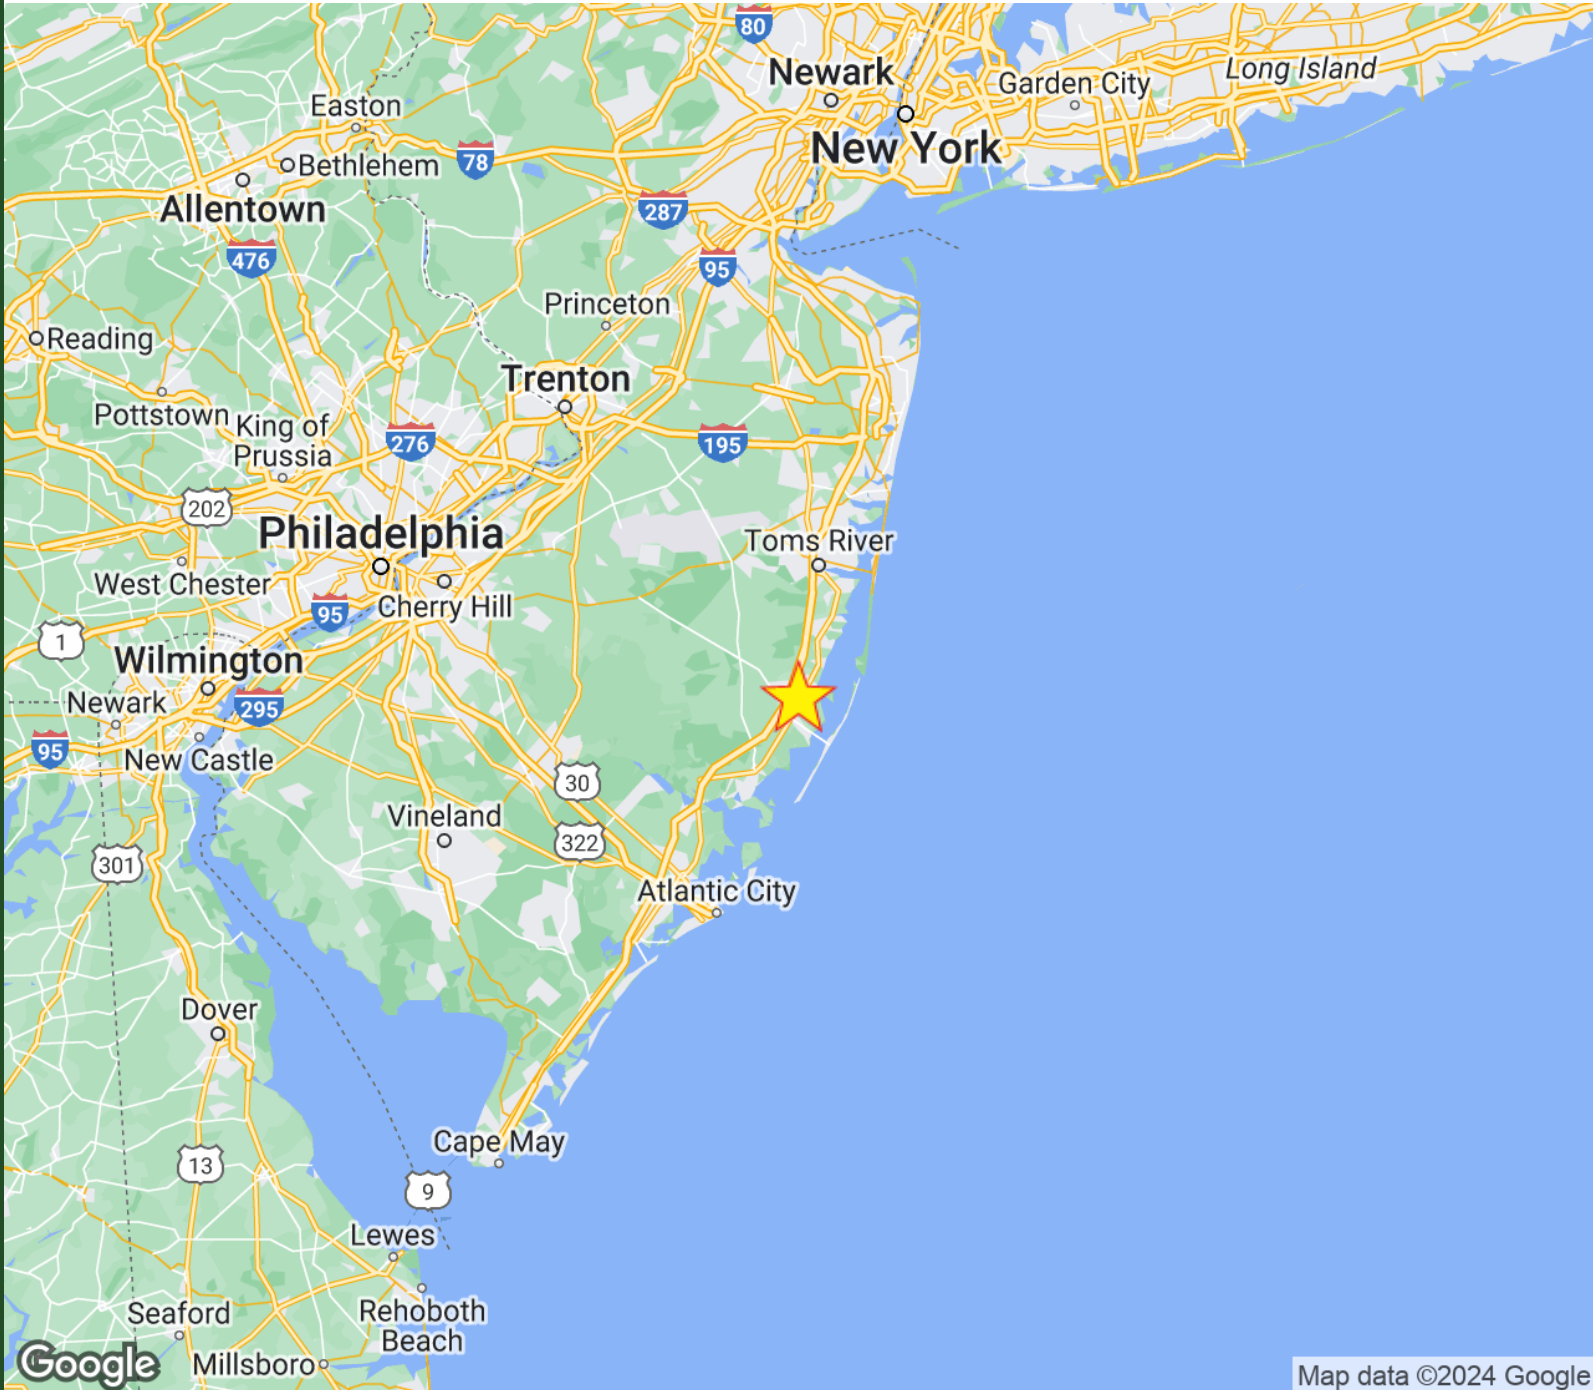 80
Newark
Garden City
Long Island
Easton
New York
78
Bethlehem
Allentown
287
476
95
Princeton
Reading
Trenton
Pottstown
King of
Prussia
276
195
202
Philadelphia
Toms River
West Chester
Cherry Hill
95
1
Wilmington
Newark
295
95
New Castle
30
Vineland
322
301
Atlantic City
Dover
Cape May
13
9
Lewes
Seaford
Rehoboth
Beach
Google
Millsboro
Map data ©2024 Google